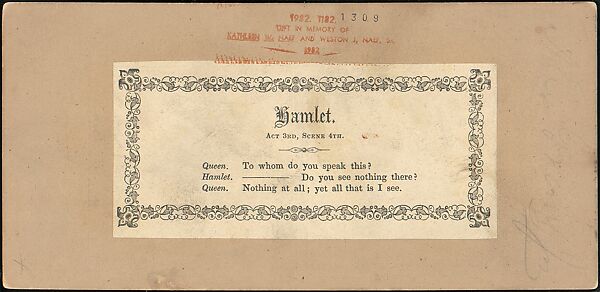 1982. 1182. 1309
GIFT IN MEMORY OF
KATHLEEN W. NAEF AND WESTON J. NAEF, SR.
1982
Hamlet.
Act 3rd, Scene 4th.
Queen. To whom do you speak this?
Hamlet. ———— Do you see nothing there?
Queen. Nothing at all; yet all that is I see.